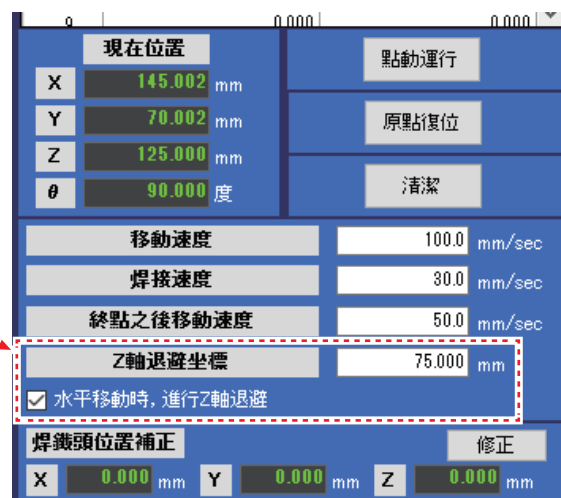 現在位置
X 145.002 mm
Y 70.002 mm
Z 125.000 mm
θ 90.000 度
點動運行
原點復位
清潔
移動速度 100.0 mm/sec
焊接速度 30.0 mm/sec
終點之後移動速度 50.0 mm/sec
Z軸退避坐標 75.000 mm
水平移動時，進行Z軸退避
焊鐵頭位置補正 修正
X 0.000 mm Y 0.000 mm Z 0.000 mm